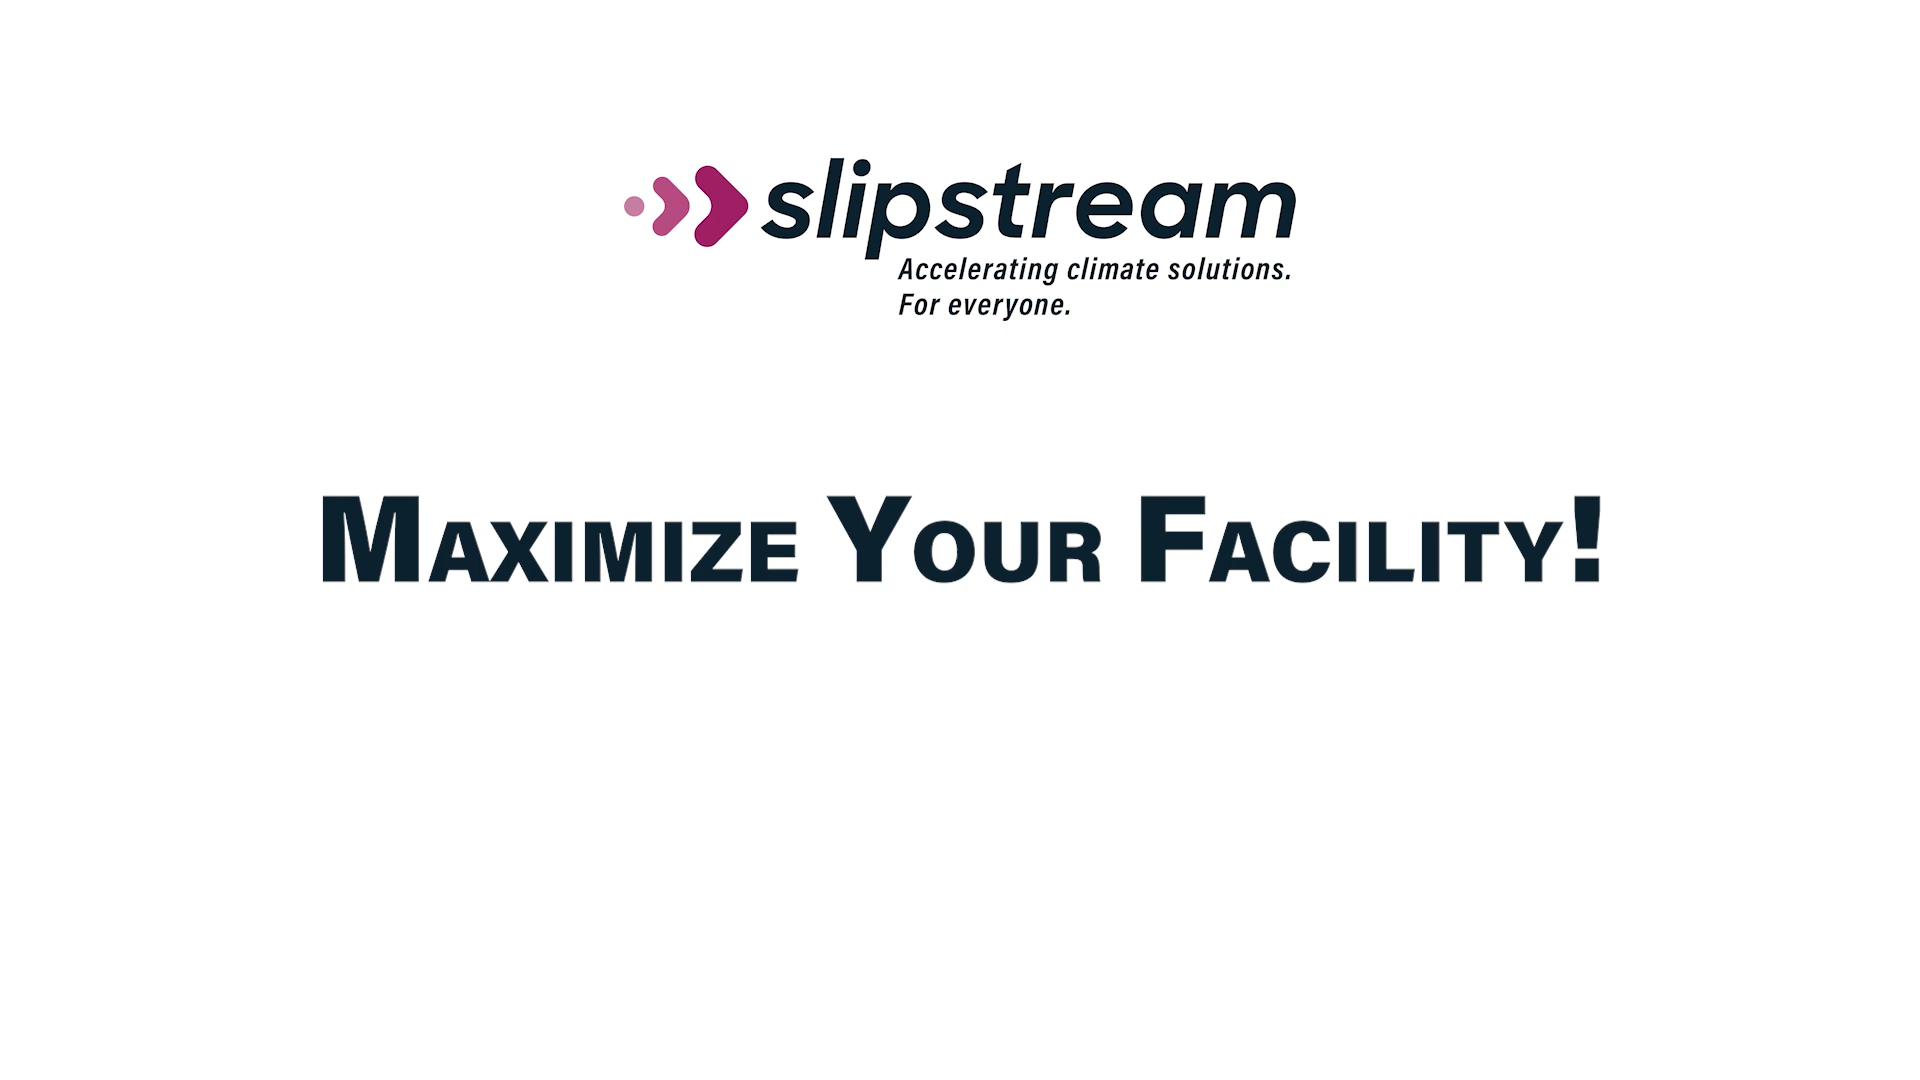 slipstream
Accelerating climate solutions.
For everyone.
Maximize Your Facility!